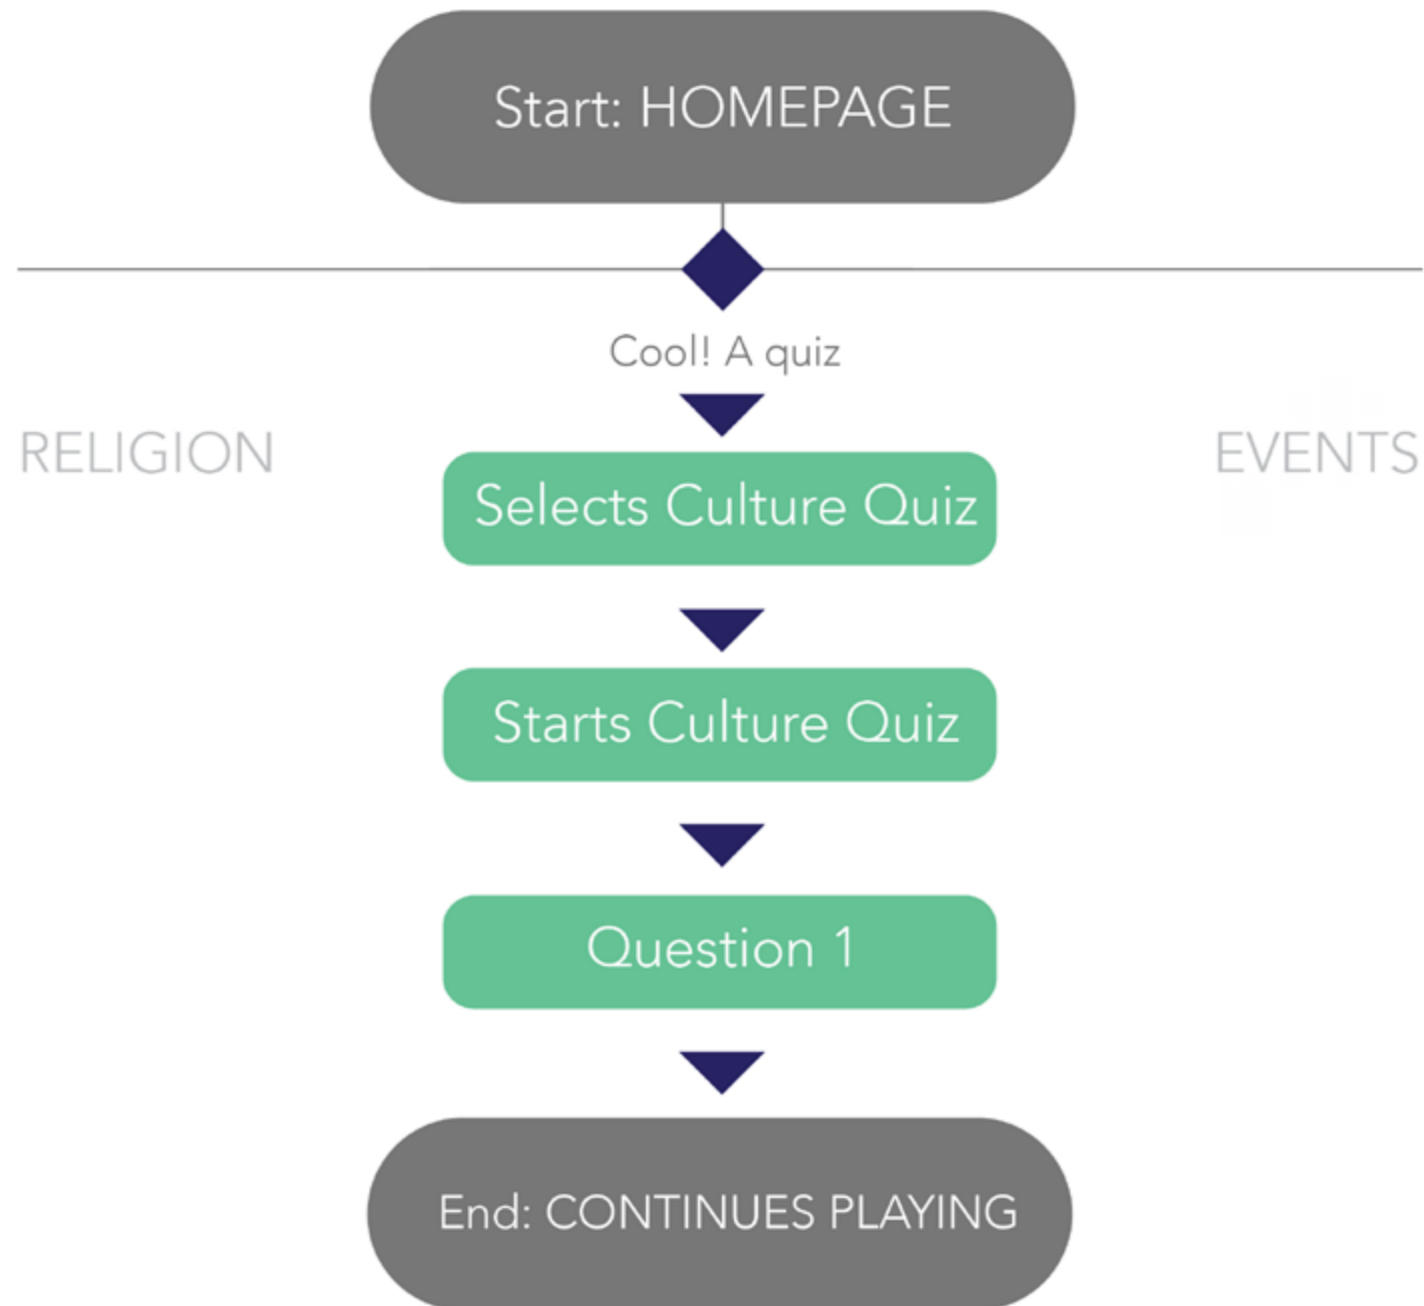 Start: HOMEPAGE
Cool! A quiz
RELIGION
EVENTS
Selects Culture Quiz
Starts Culture Quiz
Question 1
End: CONTINUES PLAYING